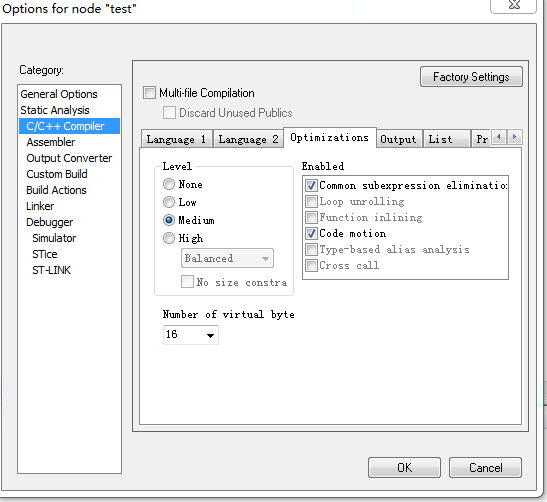 Options for node "test"
Category:
General Options
Static Analysis
C/C++ Compiler
Assembler
Output Converter
Custom Build
Build Actions
Linker
Debugger
Simulator
STice
ST-LINK
Factory Settings
Multi-file Compilation
Discard Unused Publics
Language 1
Language 2
Optimizations
Output
List
Pr
Level
None
Low
Medium
High
Balanced
No size constra
Enabled
Common subexpression eliminatio
Loop unrolling
Function inlining
Code motion
Type-based alias analysis
Cross call
Number of virtual byte
16
OK
Cancel